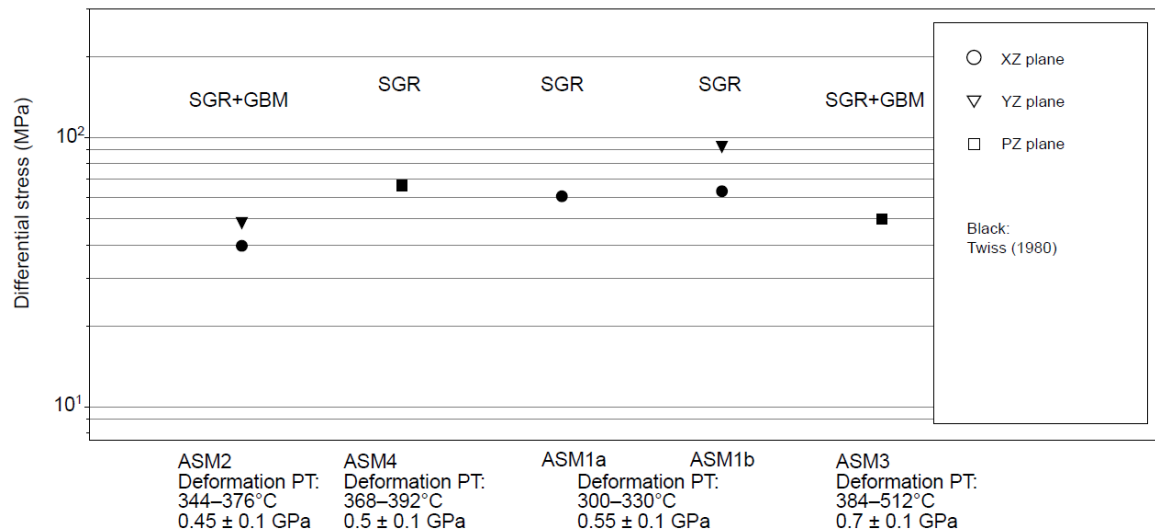 Differential stress (MPa)
10²
10¹
SGR+GBM
SGR
SGR
SGR
SGR+GBM
XZ plane
YZ plane
PZ plane
Black:
Twiss (1980)
ASM2
Deformation PT:
344–376°C
0.45 ± 0.1 GPa
ASM4
Deformation PT:
368–392°C
0.5 ± 0.1 GPa
ASM1a
ASM1b
Deformation PT:
300–330°C
0.55 ± 0.1 GPa
ASM3
Deformation PT:
384–512°C
0.7 ± 0.1 GPa